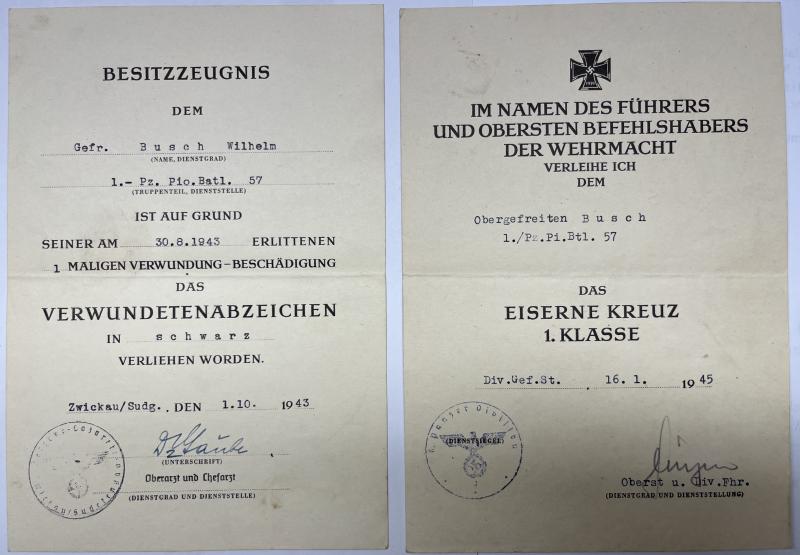 BESITZZEUGNIS
DEM
Gefr. Busch Wilhelm
(NAME, DIENSTGRAD)
1.- Pz. Pio.Batl. 57
(TRUPPENTEIL, DIENSTSTELLE)
IST AUF GRUND
SEINER AM 30.8.1943 ERLITTENEN
1 MALIGEN VERWUNDUNG–BESCHÄDIGUNG
DAS
VERWUNDETENABZEICHEN
IN schwarz
VERLIEHEN WORDEN.
Zwickau/Sudg. , DEN 1.10. 1943
(UNTERSCHRIFT)
Oberarzt und Chefarzt
(DIENSTGRAD UND DIENSTSTELLE)
IM NAMEN DES FÜHRERS
UND OBERSTEN BEFEHLSHABERS
DER WEHRMACHT
VERLEIHE ICH
DEM
Obergefreiten Busch
1./Pz.Pi.Btl. 57
DAS
EISERNE KREUZ
1. KLASSE
Div.Gef.St. , 16.1. 1945
Panzer Division
(DIENSTSIEGEL)
Oberst u. Div.Fhr.
(DIENSTGRAD UND DIENSTSTELLUNG)